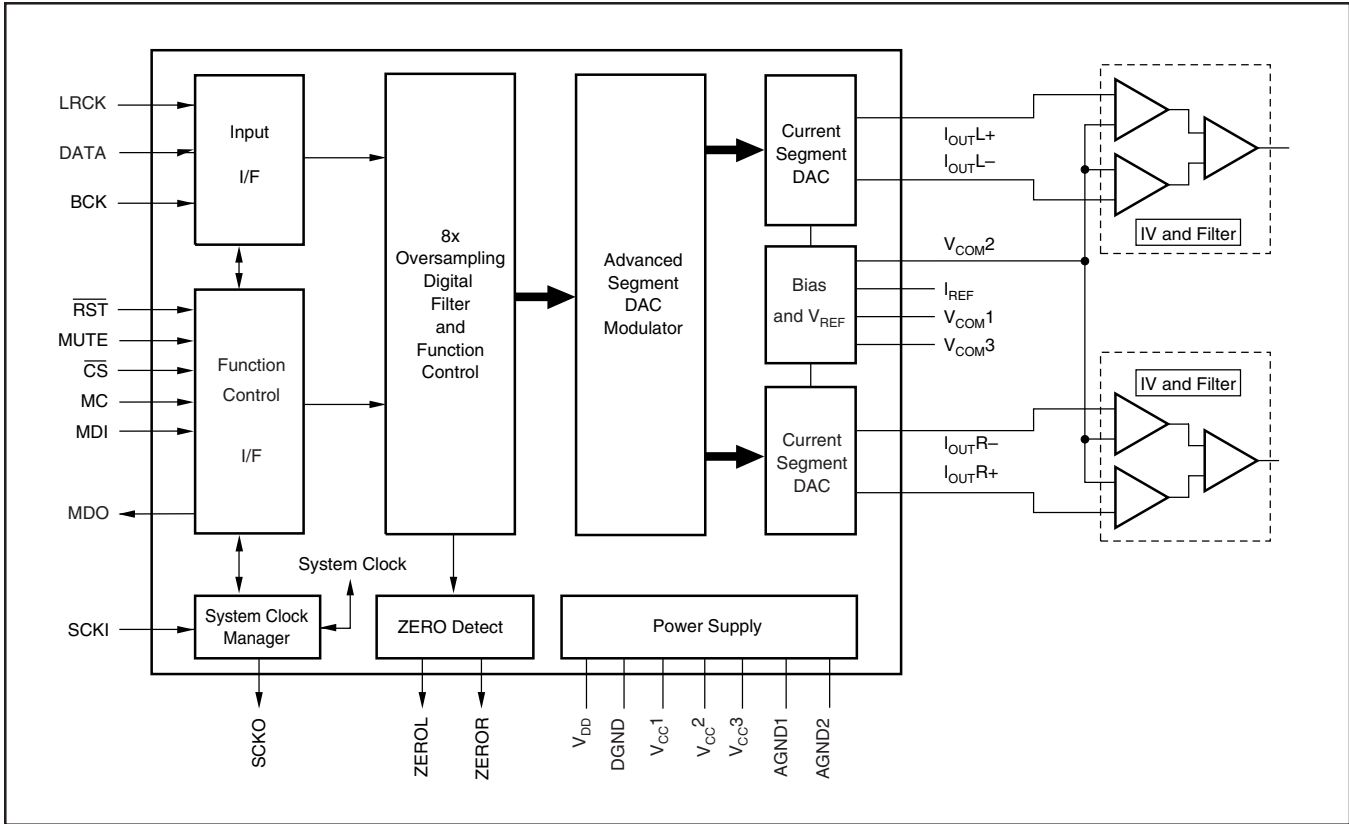 LRCK
DATA
BCK
Input
I/F
RST
MUTE
CS
MC
MDI
MDO
Function
Control
I/F
SCKI
System Clock
Manager
System Clock
SCKO
8x
Oversampling
Digital
Filter
and
Function
Control
ZERO Detect
ZEROL
ZEROR
Advanced
Segment
DAC
Modulator
Current
Segment
DAC
Bias
and VREF
Current
Segment
DAC
Power Supply
VDD
DGND
VCC1
VCC2
VCC3
AGND1
AGND2
IOUTL+
IOUTL–
VCOM2
IREF
VCOM1
VCOM3
IOUTR–
IOUTR+
IV and Filter
IV and Filter